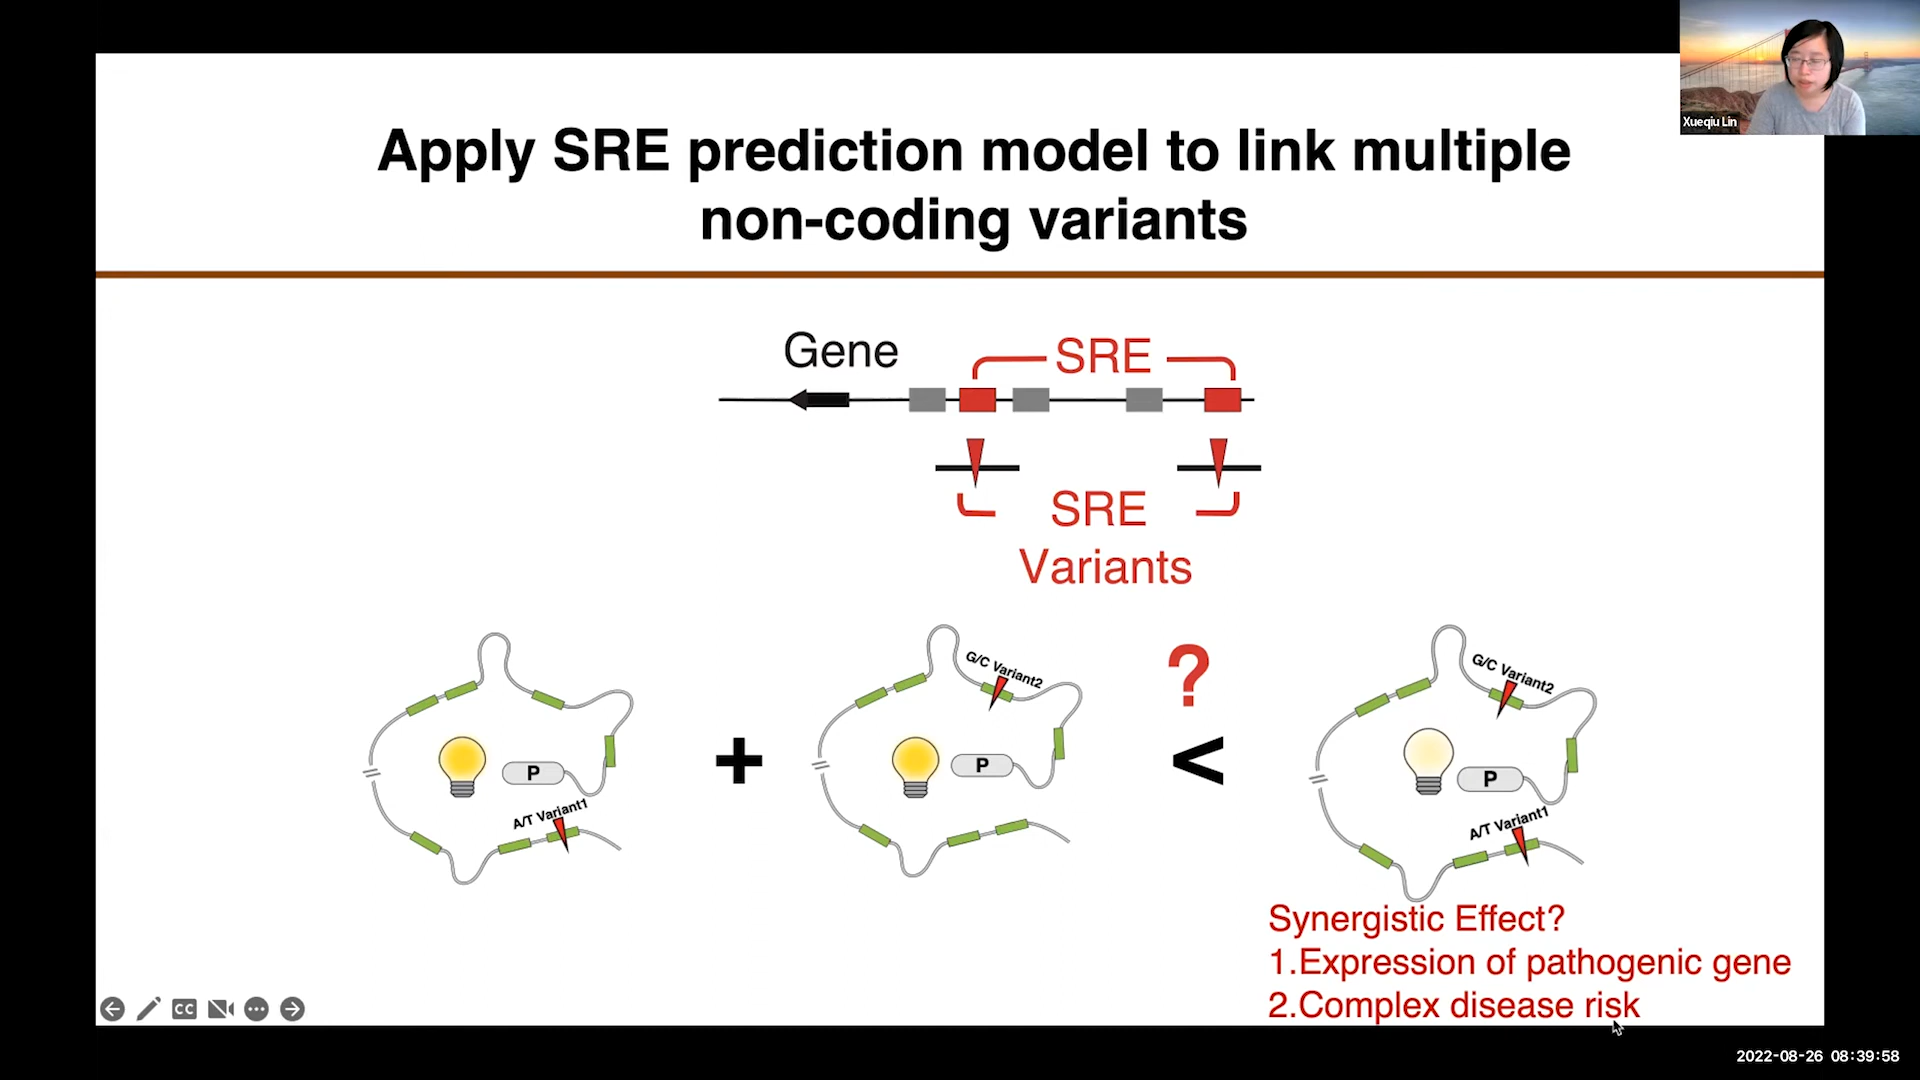 Xueqiu Lin
Apply SRE prediction model to link multiple
non-coding variants
Gene
SRE
SRE
Variants
G/C Variant2
P
A/T Variant1
+
G/C Variant2
P
?
<
P
A/T Variant1
Synergistic Effect?
1.Expression of pathogenic gene
2.Complex disease risk
CC
2022-08-26 08:39:58